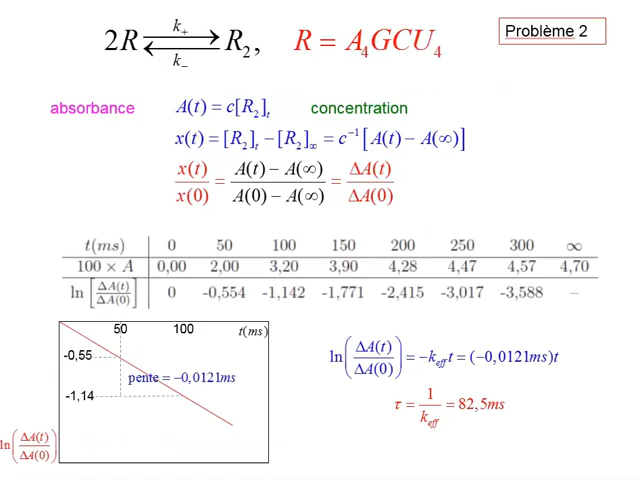 2R ⇌ R₂, R = A₄GCU₄
k₊
k₋
Problème 2
absorbance A(t) = c[R₂]ₜ concentration
x(t) = [R₂]ₜ − [R₂]∞ = c⁻¹[A(t) − A(∞)]
x(t)/x(0) = (A(t) − A(∞))/(A(0) − A(∞)) = ΔA(t)/ΔA(0)
t(ms) 0 50 100 150 200 250 300 ∞
100 × A 0,00 2,00 3,20 3,90 4,28 4,47 4,57 4,70
ln [ΔA(t)/ΔA(0)] 0 -0,554 -1,142 -1,771 -2,415 -3,017 -3,588 –
50 100 t(ms)
-0,55
pente = −0,0121ms
-1,14
ln(ΔA(t)/ΔA(0))
ln(ΔA(t)/ΔA(0)) = −k_eff t = (−0,0121ms)t
τ = 1/k_eff = 82,5ms